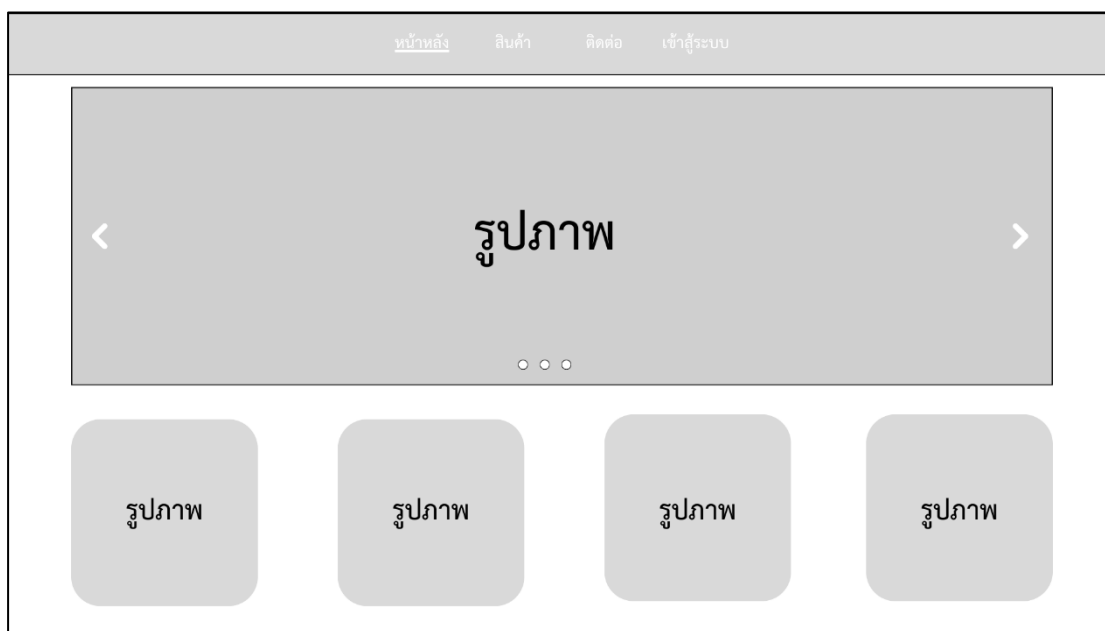 หน้าหลัง สินค้า ติดต่อ เข้าสู้ระบบ
รูปภาพ
รูปภาพ รูปภาพ รูปภาพ รูปภาพ